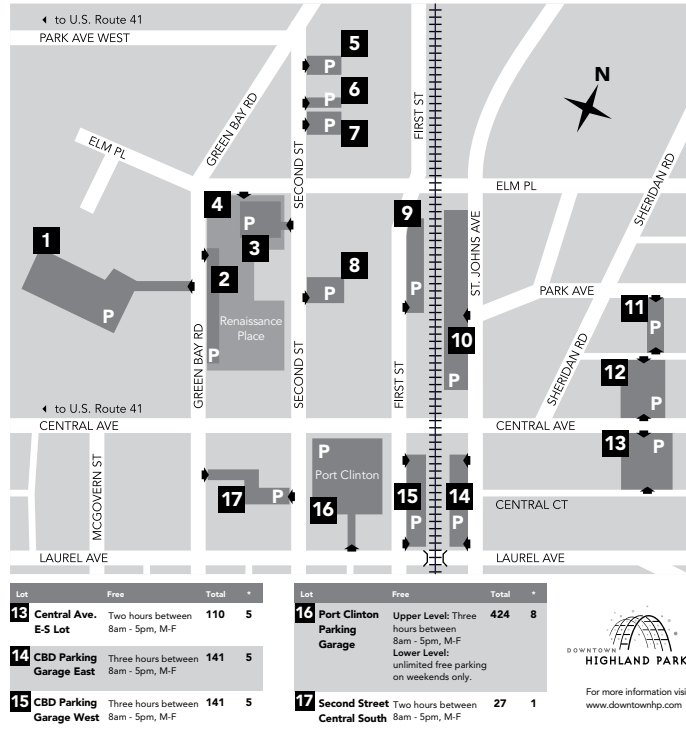 to U.S. Route 41
PARK AVE WEST
5
P
6
P
P
7
N
ELM PL
GREEN BAY RD
SECOND ST
FIRST ST
SHERIDAN RD
ELM PL
4
P
3
9
1
2
8
P
P
P
ST. JOHNS AVE
PARK AVE
11
P
Renaissance
Place
10
P
P
GREEN BAY RD
SECOND ST
FIRST ST
SHERIDAN RD
12
P
to U.S. Route 41
CENTRAL AVE
CENTRAL AVE
13
P
MCGOVERN ST
P
Port Clinton
17
P
16
15
P
14
P
CENTRAL CT
LAUREL AVE
LAUREL AVE
Lot Free Total *
13 Central Ave. Two hours between 110 5
E-S Lot 8am - 5pm, M-F
14 CBD Parking Three hours between 141 5
Garage East 8am - 5pm, M-F
15 CBD Parking Three hours between 141 5
Garage West 8am - 5pm, M-F
Lot Free Total *
16 Port Clinton Upper Level: Three 424 8
Parking hours between
Garage 8am - 5pm, M-F
Lower Level:
unlimited free parking
on weekends only.
17 Second Street Two hours between 27 1
Central South 8am - 5pm, M-F
DOWNTOWN
HIGHLAND PARK
For more information visi
www.downtownhp.com